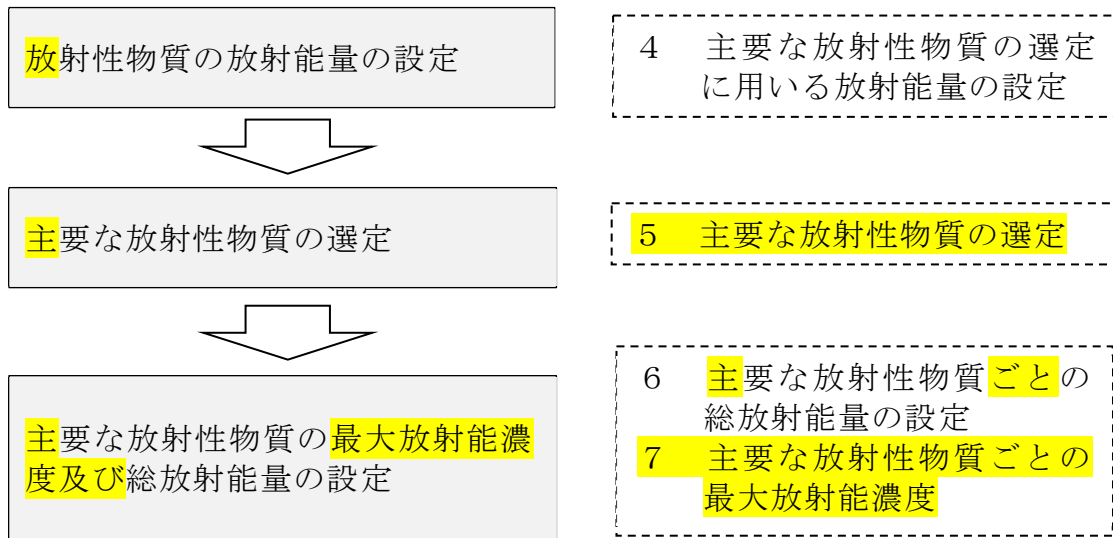 放射性物質の放射能量の設定
4　主要な放射性物質の選定
に用いる放射能量の設定
主要な放射性物質の選定
5　主要な放射性物質の選定
主要な放射性物質の最大放射能濃
度及び総放射能量の設定
6　主要な放射性物質ごとの
総放射能量の設定
7　主要な放射性物質ごとの
最大放射能濃度